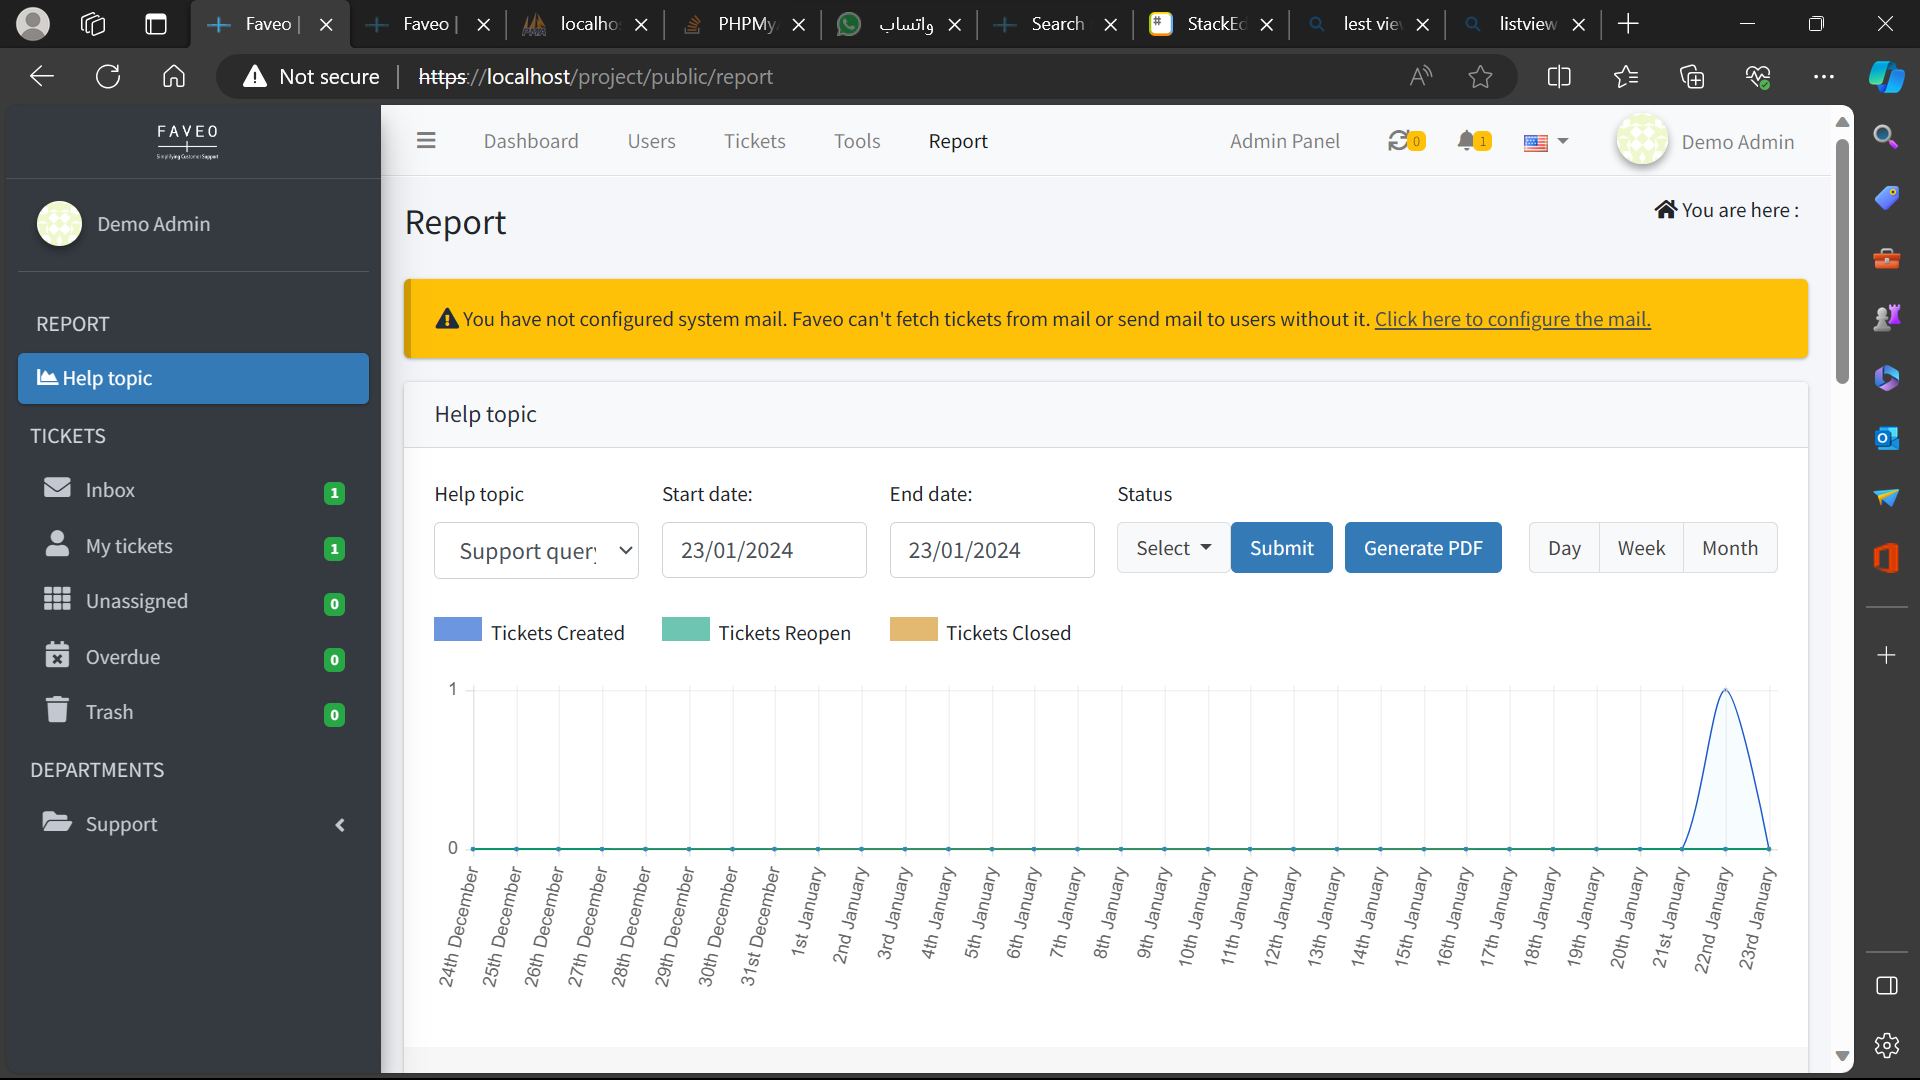 Faveo |
Faveo |
localho
PHPMy
واتساب
Search
StackEd
lest vie
listview
Not secure
https://localhost/project/public/report
FAVEO
Simplifying Customer Support
Dashboard
Users
Tickets
Tools
Report
Admin Panel
0
1
Demo Admin
Demo Admin
Report
You are here :
You have not configured system mail. Faveo can't fetch tickets from mail or send mail to users without it. Click here to configure the mail.
REPORT
Help topic
TICKETS
Inbox 1
My tickets 1
Unassigned 0
Overdue 0
Trash 0
DEPARTMENTS
Support
Help topic
Help topic
Start date:
End date:
Status
Support query
23/01/2024
23/01/2024
Select
Submit
Generate PDF
Day
Week
Month
Tickets Created
Tickets Reopen
Tickets Closed
1
0
24th December
25th December
26th December
27th December
28th December
29th December
30th December
31st December
1st January
2nd January
3rd January
4th January
5th January
6th January
7th January
8th January
9th January
10th January
11th January
12th January
13th January
14th January
15th January
16th January
17th January
18th January
19th January
20th January
21st January
22nd January
23rd January